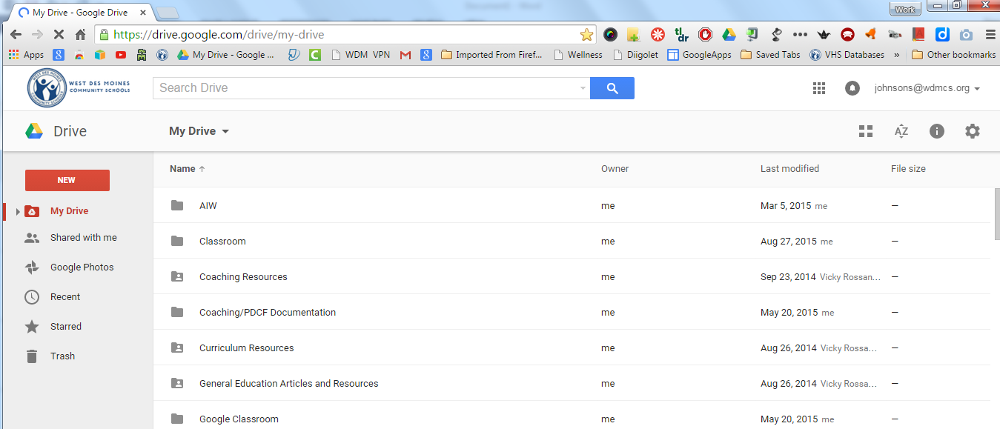 Work
My Drive - Google Drive
https://drive.google.com/drive/my-drive
tl;dr
Apps
My Drive - Google ...
WDM VPN
Imported From Firef...
Wellness
Diigolet
GoogleApps
Saved Tabs
VHS Databases
»
Other bookmarks
WEST DES MOINES
COMMUNITY SCHOOLS
Search Drive
johnsons@wdmcs.org
Drive
My Drive
AZ
NEW
My Drive
Shared with me
Google Photos
Recent
Starred
Trash
Name Owner Last modified File size
AIW me Mar 5, 2015 me —
Classroom me Aug 27, 2015 me —
Coaching Resources me Sep 23, 2014 Vicky Rossan... —
Coaching/PDCF Documentation me May 20, 2015 me —
Curriculum Resources me Aug 26, 2014 Vicky Rossa... —
General Education Articles and Resources me Aug 26, 2014 Vicky Rossa... —
Google Classroom me May 20, 2015 me —